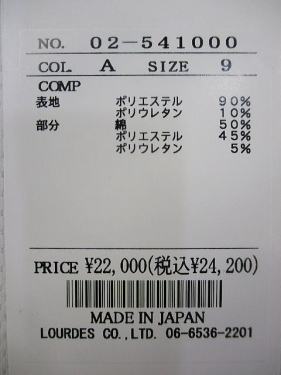 NO. 02-541000
COL. A SIZE 9
COMP
表地 ポリエステル 90%
ポリウレタン 10%
部分 綿 50%
ポリエステル 45%
ポリウレタン 5%
PRICE ¥22,000(税込¥24,200)
MADE IN JAPAN
LOURDES CO.,LTD. 06-6536-2201